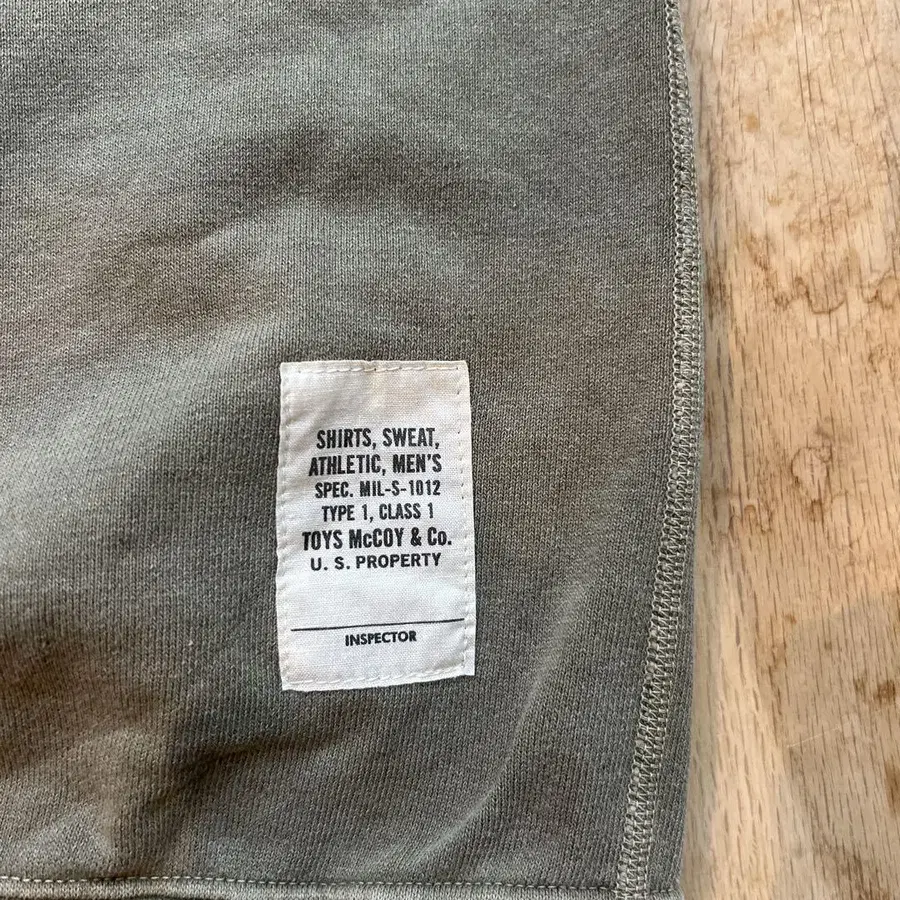 SHIRTS, SWEAT,
ATHLETIC, MEN'S
SPEC. MIL-S-1012
TYPE 1, CLASS 1
TOYS McCOY & Co.
U. S. PROPERTY
INSPECTOR